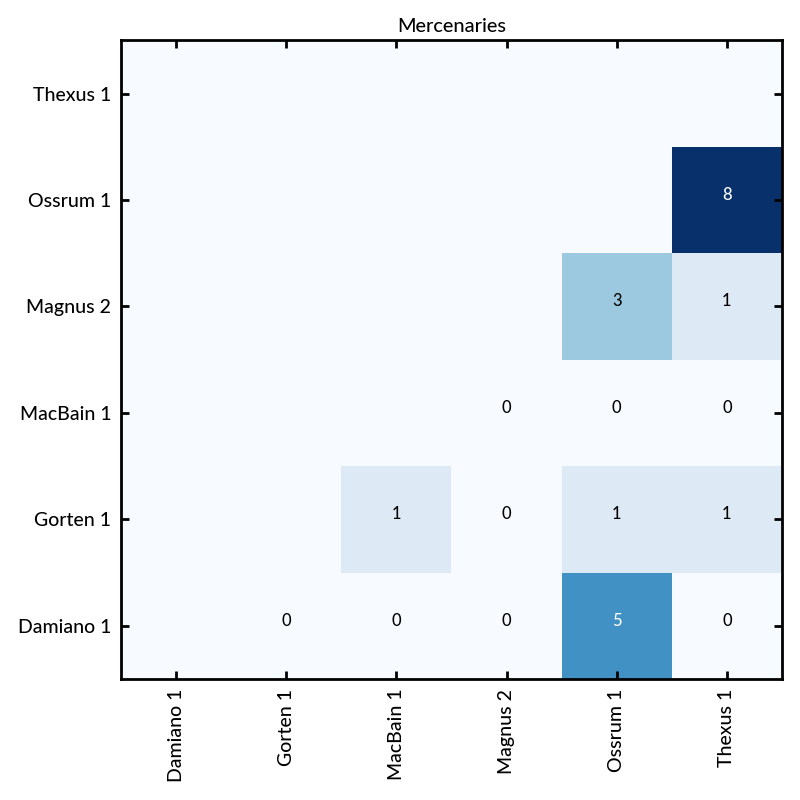 Mercenaries
Thexus 1
Ossrum 1 8
Magnus 2 3 1
MacBain 1 0 0 0
Gorten 1 1 0 1 1
Damiano 1 0 0 0 5 0
Damiano 1 Gorten 1 MacBain 1 Magnus 2 Ossrum 1 Thexus 1